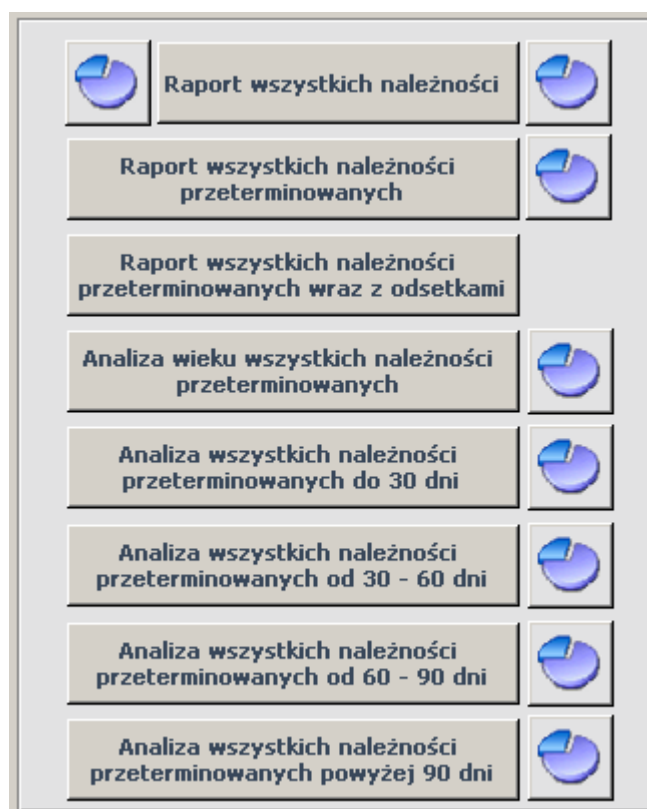 Raport wszystkich należności
Raport wszystkich należności
przeterminowanych
Raport wszystkich należności
przeterminowanych wraz z odsetkami
Analiza wieku wszystkich należności
przeterminowanych
Analiza wszystkich należności
przeterminowanych do 30 dni
Analiza wszystkich należności
przeterminowanych od 30 - 60 dni
Analiza wszystkich należności
przeterminowanych od 60 - 90 dni
Analiza wszystkich należności
przeterminowanych powyżej 90 dni